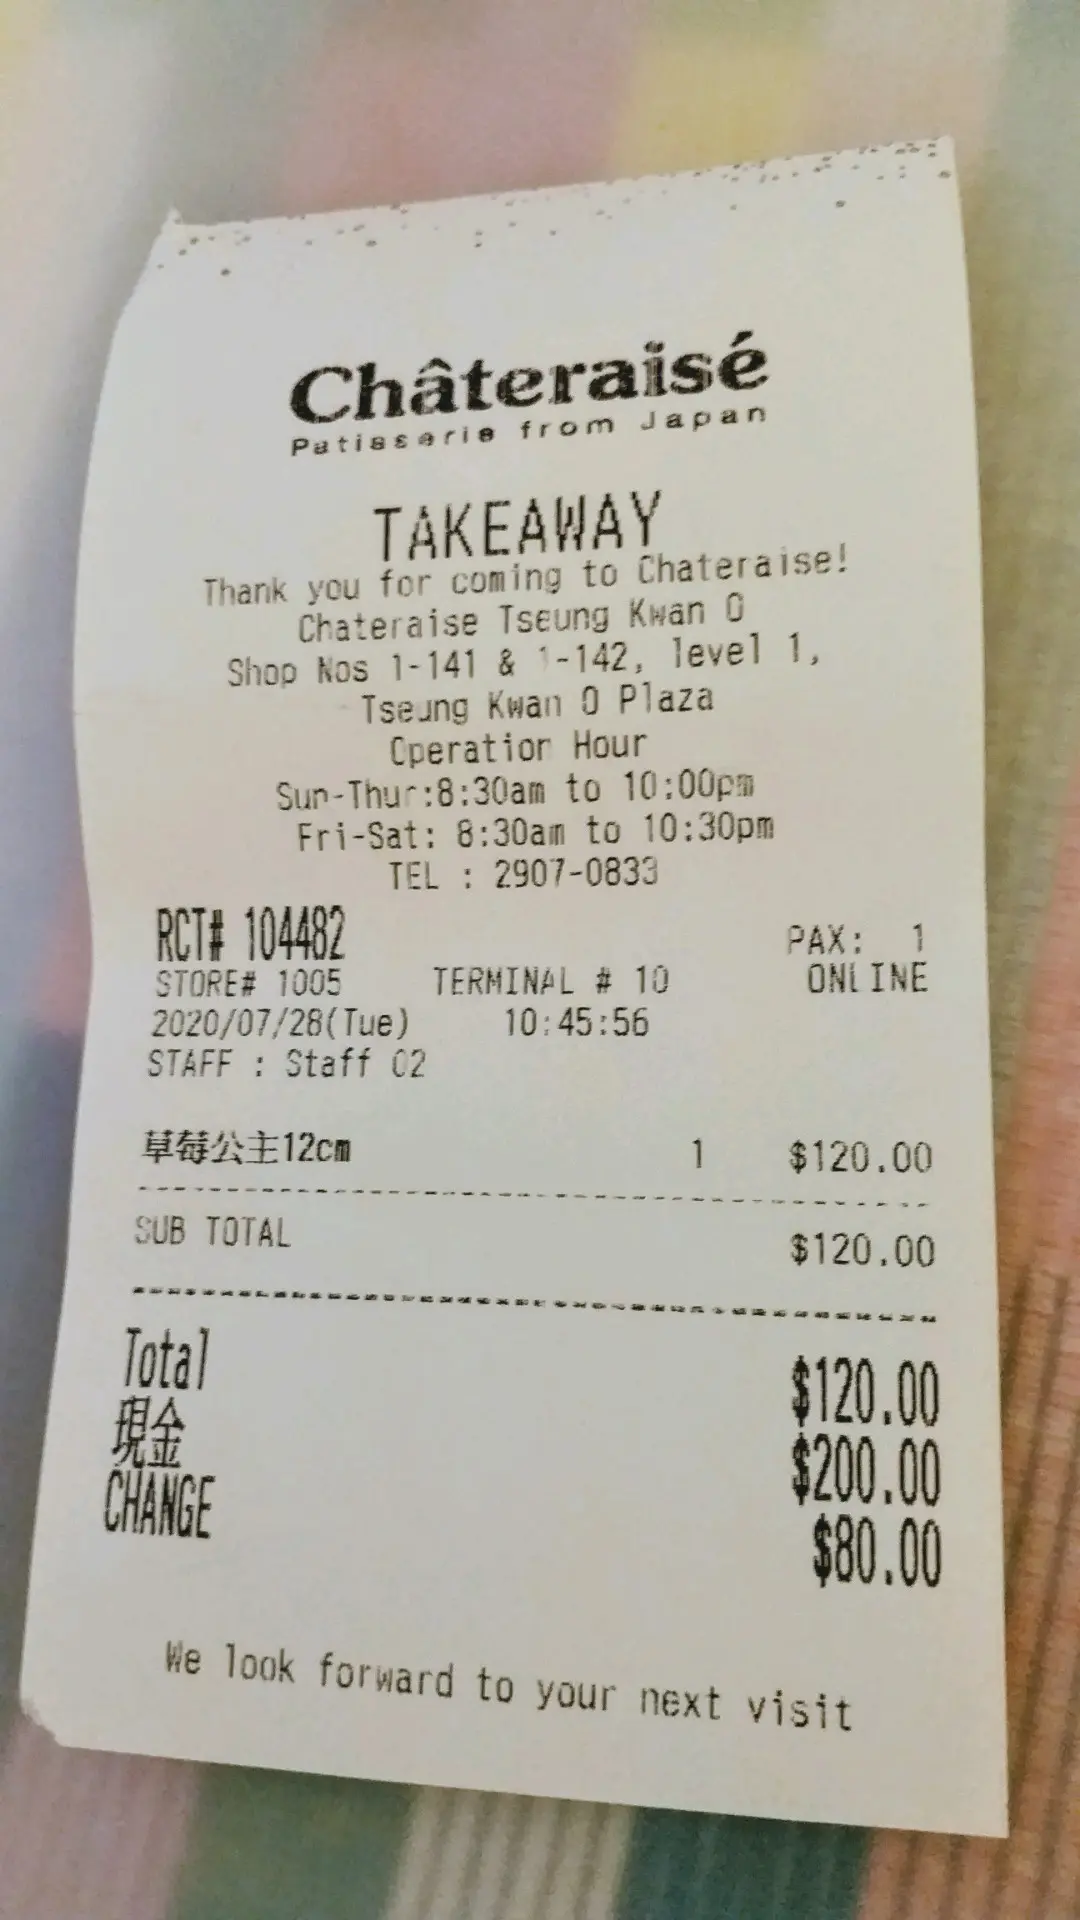 Châteraisé
Patisserie from Japan
TAKEAWAY
Thank you for coming to Chateraise!
Chateraise Tseung Kwan O
Shop Nos 1-141 & 1-142, level 1,
Tseung Kwan O Plaza
Operation Hour
Sun-Thur:8:30am to 10:00pm
Fri-Sat: 8:30am to 10:30pm
TEL : 2907-0833
RCT# 104482 PAX: 1
STORE# 1005 TERMINAL # 10 ONLINE
2020/07/28(Tue) 10:45:56
STAFF : Staff 02
草莓公主12cm 1 $120.00
SUB TOTAL $120.00
Total $120.00
現金 $200.00
CHANGE $80.00
We look forward to your next visit